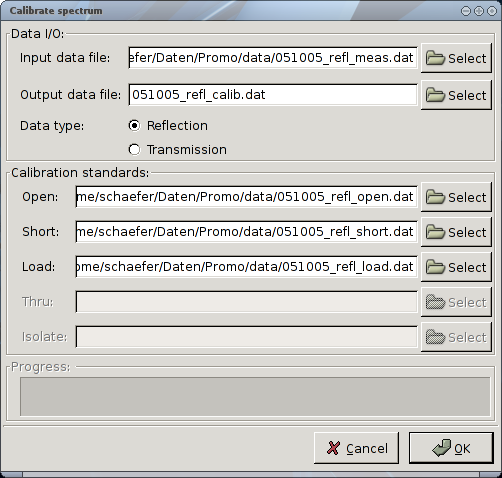 Calibrate spectrum
Data I/O:
Input data file: efer/Daten/Promo/data/051005_refl_meas.dat Select
Output data file: 051005_refl_calib.dat Select
Data type: Reflection
Transmission
Calibration standards:
Open: me/schaefer/Daten/Promo/data/051005_refl_open.dat Select
Short: me/schaefer/Daten/Promo/data/051005_refl_short.dat Select
Load: ome/schaefer/Daten/Promo/data/051005_refl_load.dat Select
Thru: Select
Isolate: Select
Progress:
Cancel OK